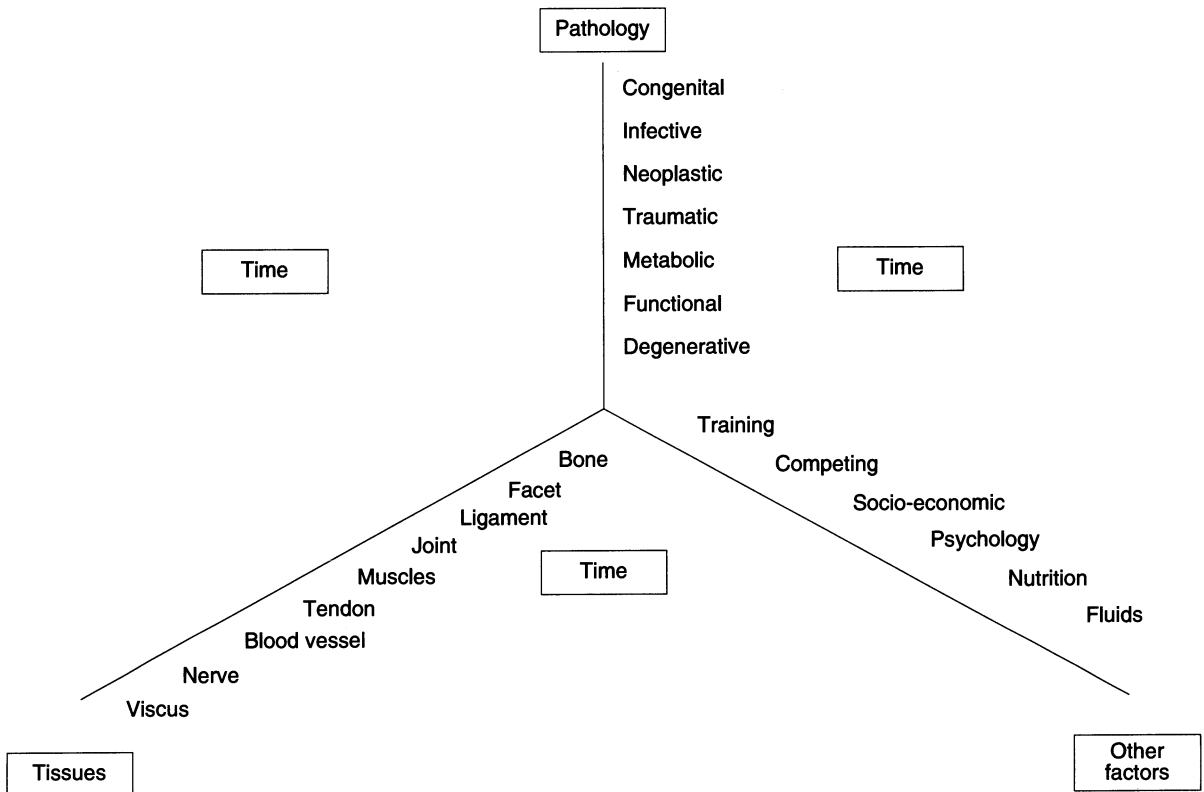 Pathology
Congenital
Infective
Neoplastic
Traumatic
Time
Metabolic
Time
Functional
Degenerative
Training
Bone
Competing
Facet
Socio-economic
Ligament
Psychology
Joint
Time
Muscles
Nutrition
Tendon
Fluids
Blood vessel
Nerve
Viscus
Tissues
Other
factors